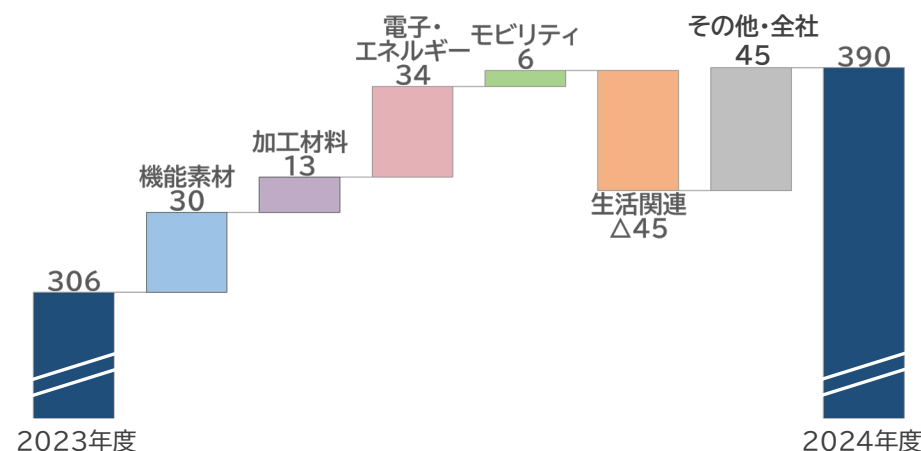 306
機能素材
30
加工材料
13
電子・
エネルギー
34
モビリティ
6
生活関連
△45
その他・全社
45
390
2023年度
2024年度